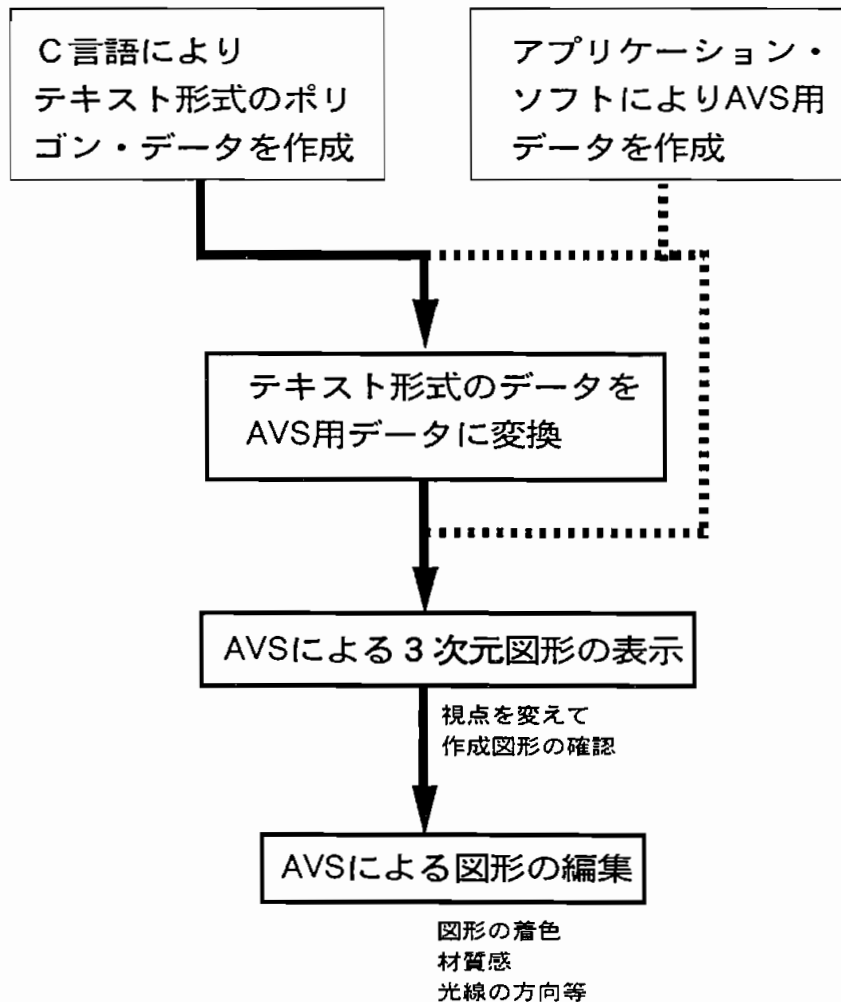 C言語により
テキスト形式のポリ
ゴン・データを作成
アプリケーション・
ソフトによりAVS用
データを作成
テキスト形式のデータを
AVS用データに変換
AVSによる3次元図形の表示
視点を変えて
作成図形の確認
AVSによる図形の編集
図形の着色
材質感
光線の方向等